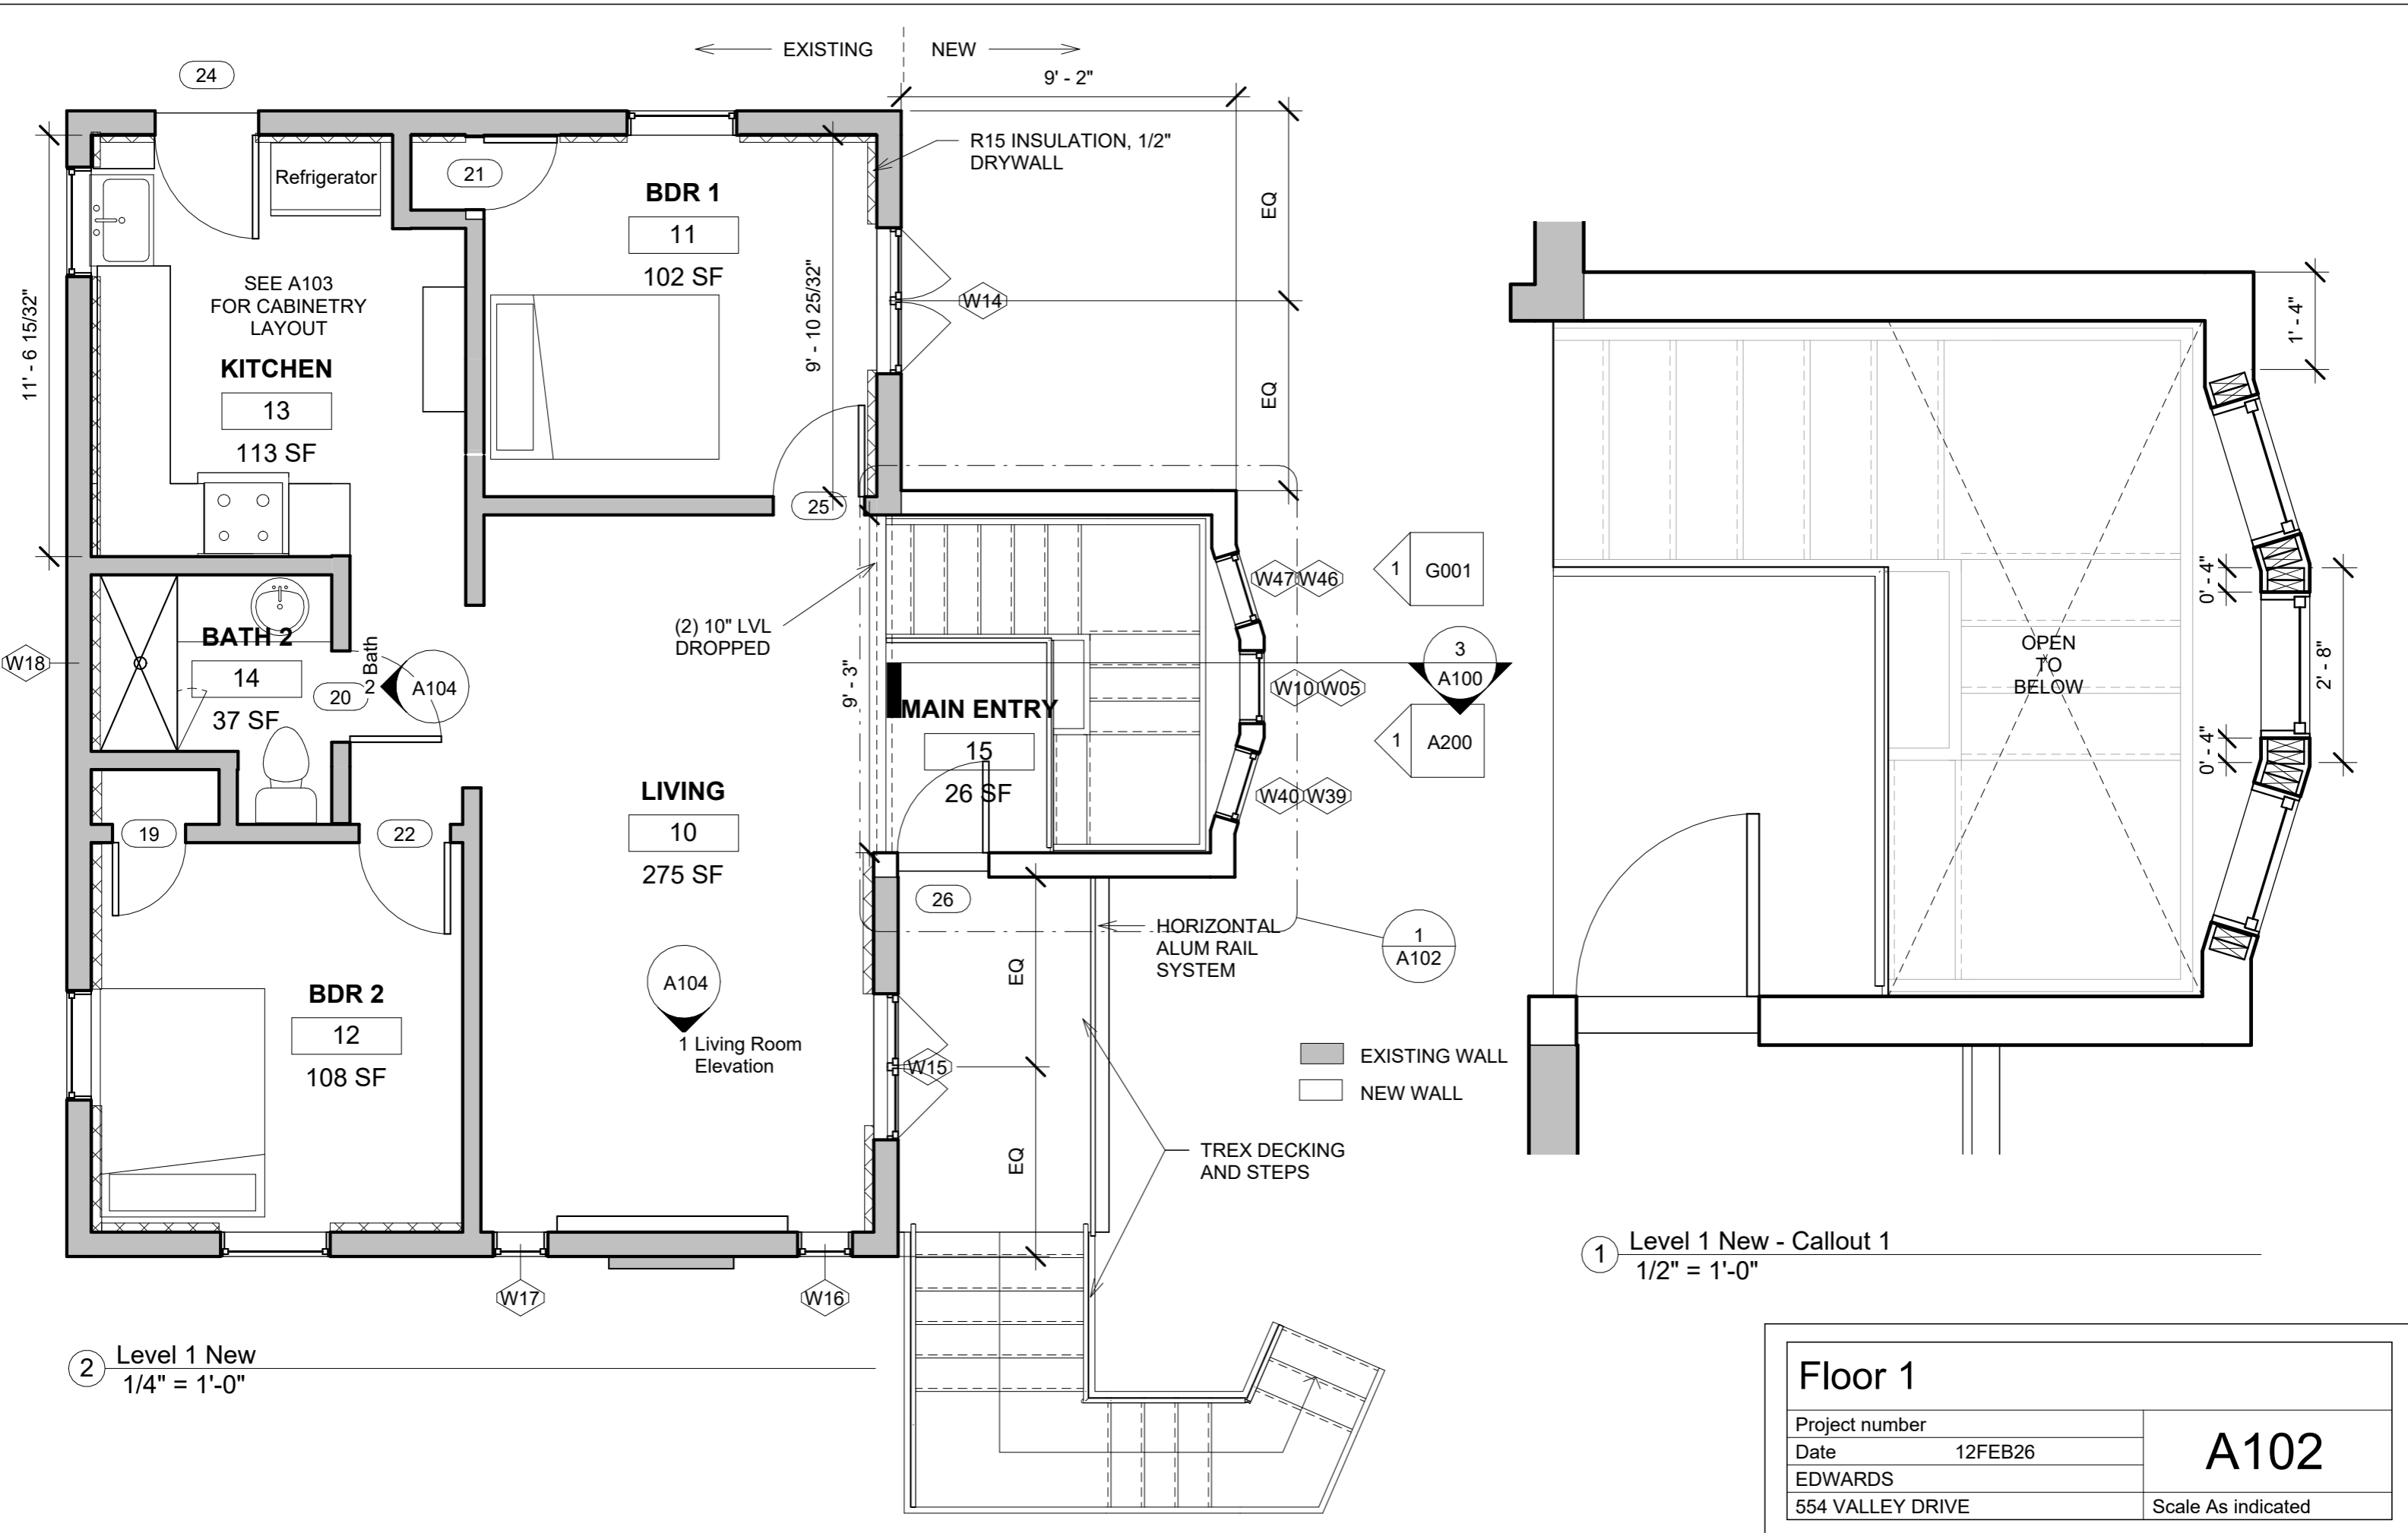 EXISTING NEW
9' - 2"
24
R15 INSULATION, 1/2"
DRYWALL
Refrigerator
21
BDR 1
11
102 SF
EQ
W14
EQ
9' - 10 25/32"
11' - 6 15/32"
SEE A103
FOR CABINETRY
LAYOUT
KITCHEN
13
113 SF
25
(2) 10" LVL
DROPPED
W18
BATH 2
14
37 SF
20
2 Bath
A104
9' - 3"
MAIN ENTRY
15
26 SF
W47 W46
W10 W05
W40 W39
1 G001
3
A100
1 A200
LIVING
10
275 SF
19
22
26
HORIZONTAL
ALUM RAIL
SYSTEM
1
A102
EQ
EQ
A104
1 Living Room
Elevation
W15
BDR 2
12
108 SF
EXISTING WALL
NEW WALL
TREX DECKING
AND STEPS
W17
W16
2 Level 1 New
1/4" = 1'-0"
1' - 4"
0' - 4"
2' - 8"
0' - 4"
OPEN
TO
BELOW
1 Level 1 New - Callout 1
1/2" = 1'-0"
Floor 1
Project number
Date 12FEB26
EDWARDS
554 VALLEY DRIVE
A102
Scale As indicated